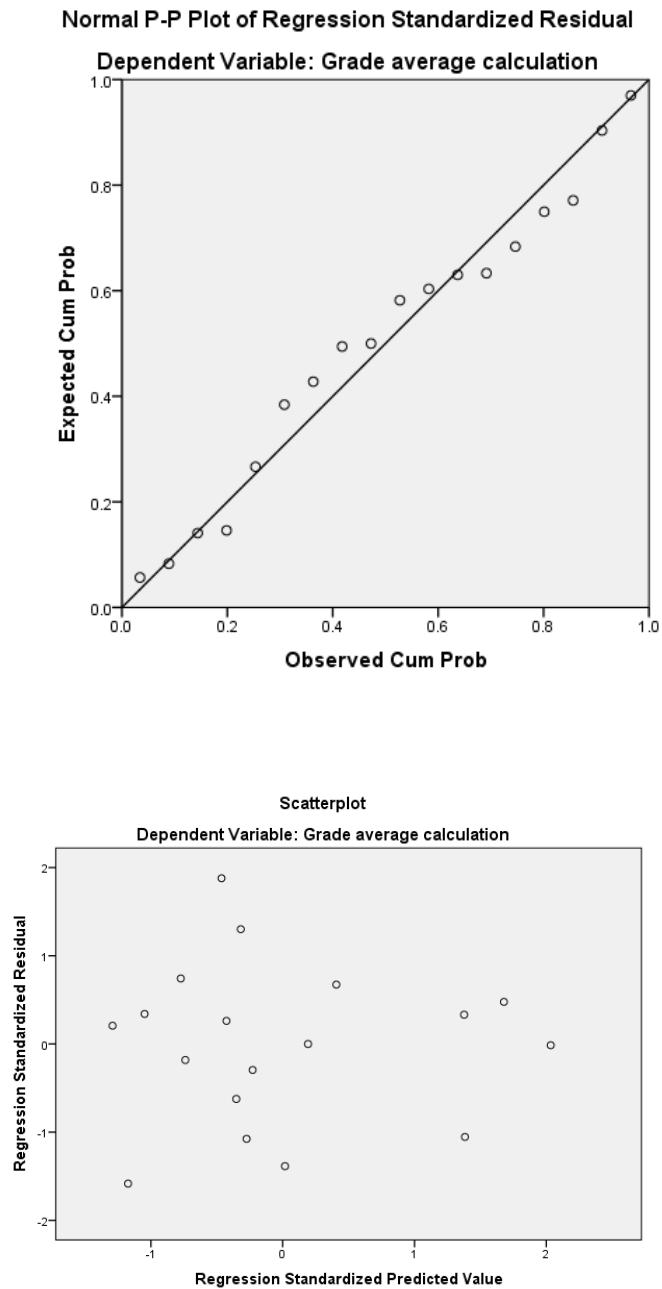 Normal P-P Plot of Regression Standardized Residual
Dependent Variable: Grade average calculation
1.0
0.8
0.6
0.4
0.2
0.0
Expected Cum Prob
0.0 0.2 0.4 0.6 0.8 1.0
Observed Cum Prob
Scatterplot
Dependent Variable: Grade average calculation
2
1
0
-1
-2
Regression Standardized Residual
-1 0 1 2
Regression Standardized Predicted Value